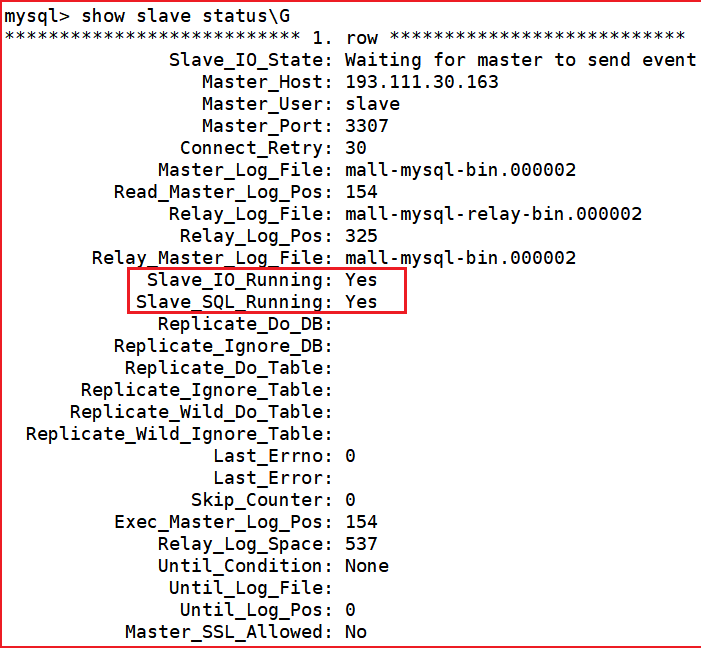 mysql> show slave status\G
*************************** 1. row ***************************
Slave_IO_State: Waiting for master to send event
Master_Host: 193.111.30.163
Master_User: slave
Master_Port: 3307
Connect_Retry: 30
Master_Log_File: mall-mysql-bin.000002
Read_Master_Log_Pos: 154
Relay_Log_File: mall-mysql-relay-bin.000002
Relay_Log_Pos: 325
Relay_Master_Log_File: mall-mysql-bin.000002
Slave_IO_Running: Yes
Slave_SQL_Running: Yes
Replicate_Do_DB:
Replicate_Ignore_DB:
Replicate_Do_Table:
Replicate_Ignore_Table:
Replicate_Wild_Do_Table:
Replicate_Wild_Ignore_Table:
Last_Errno: 0
Last_Error:
Skip_Counter: 0
Exec_Master_Log_Pos: 154
Relay_Log_Space: 537
Until_Condition: None
Until_Log_File:
Until_Log_Pos: 0
Master_SSL_Allowed: No